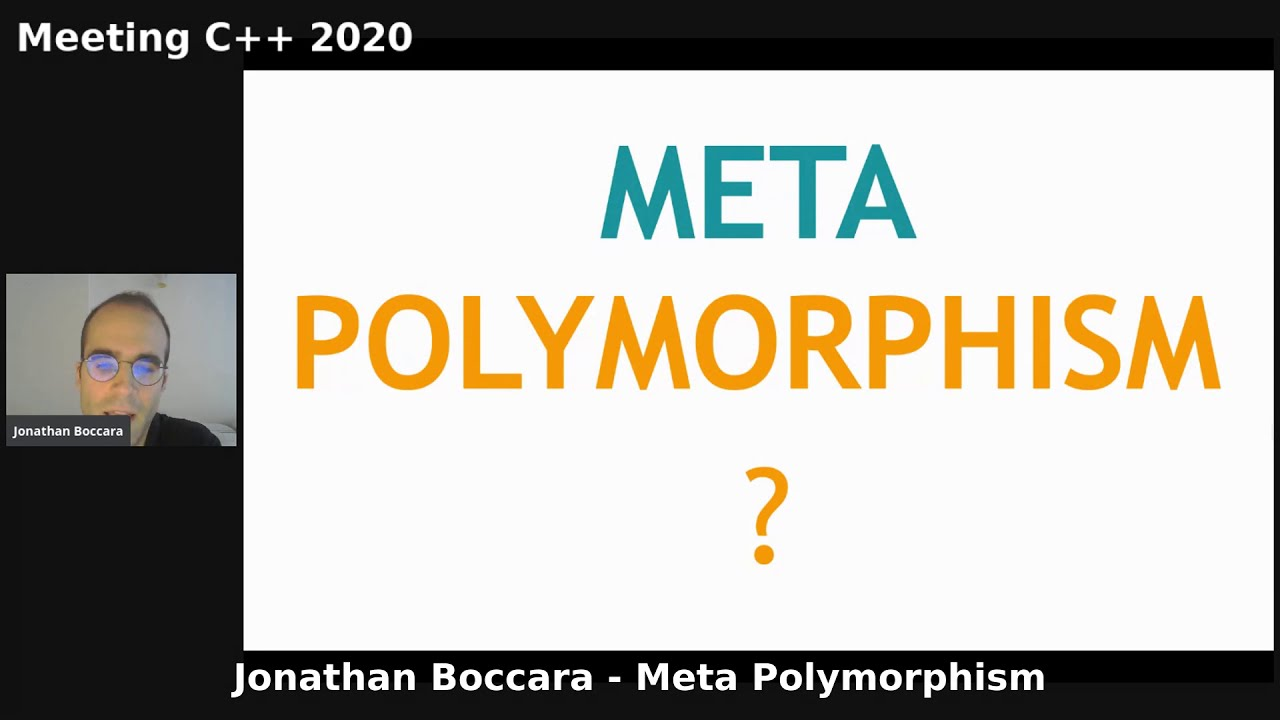 Meeting C++ 2020
META
POLYMORPHISM
?
Jonathan Boccara
Jonathan Boccara - Meta Polymorphism